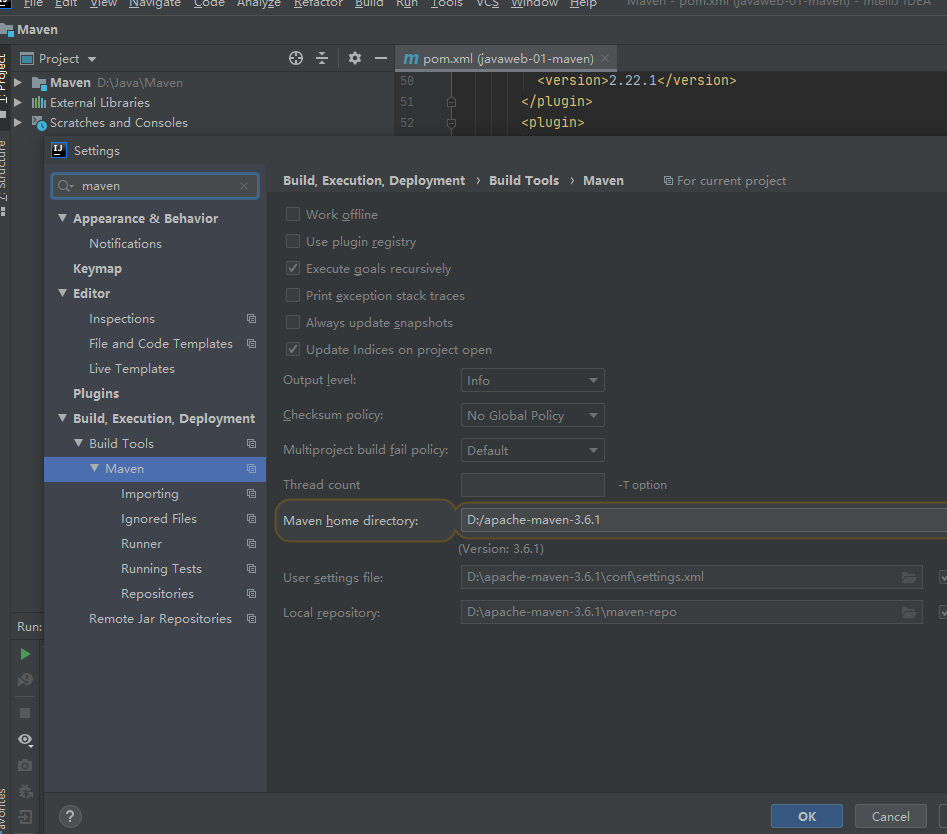 File Edit View Navigate Code Analyze Refactor Build Run Tools VCS Window Help Maven - pom.xml (javaweb-01-maven) - IntelliJ IDEA
Maven
Project
pom.xml (javaweb-01-maven)
1: Project
Maven D:\Java\Maven
External Libraries
Scratches and Consoles
50 <version>2.22.1</version>
51 </plugin>
52 <plugin>
7: Structure
Settings
maven
Appearance & Behavior
Notifications
Keymap
Editor
Inspections
File and Code Templates
Live Templates
Plugins
Build, Execution, Deployment
Build Tools
Maven
Importing
Ignored Files
Runner
Running Tests
Repositories
Remote Jar Repositories
Build, Execution, Deployment › Build Tools › Maven For current project
Work offline
Use plugin registry
Execute goals recursively
Print exception stack traces
Always update snapshots
Update Indices on project open
Output level: Info
Checksum policy: No Global Policy
Multiproject build fail policy: Default
Thread count -T option
Maven home directory: D:/apache-maven-3.6.1
(Version: 3.6.1)
User settings file: D:\apache-maven-3.6.1\conf\settings.xml
Local repository: D:\apache-maven-3.6.1\maven-repo
Run:
?
OK
Cancel